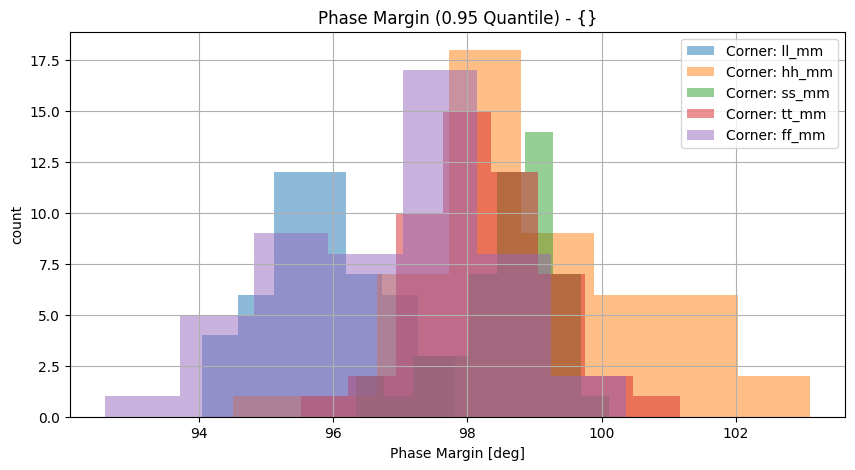 Phase Margin (0.95 Quantile) - {}
Corner: ll_mm
Corner: hh_mm
Corner: ss_mm
Corner: tt_mm
Corner: ff_mm
count
17.5
15.0
12.5
10.0
7.5
5.0
2.5
0.0
94 96 98 100 102
Phase Margin [deg]